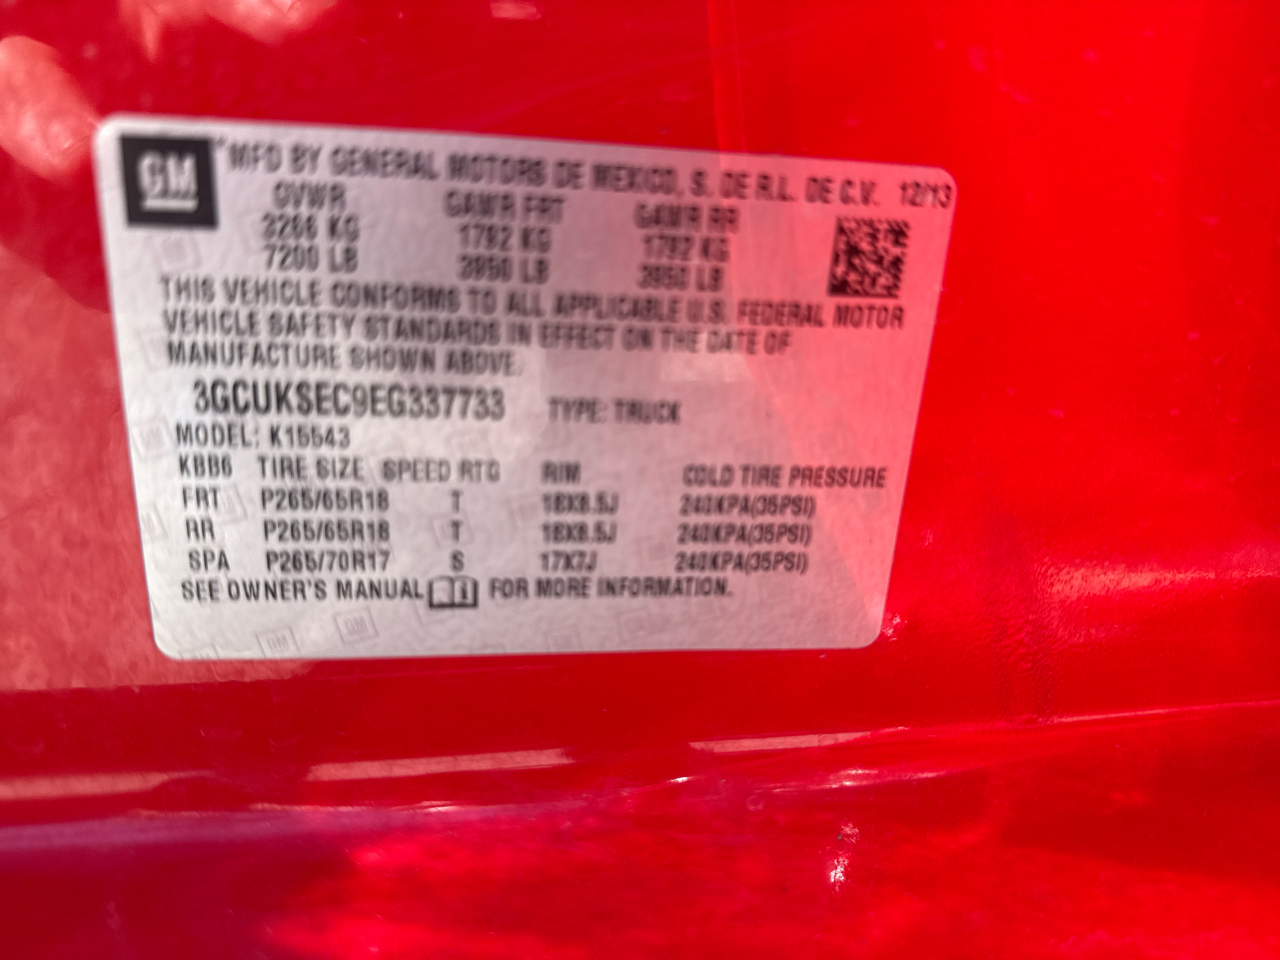 GM
MFD BY GENERAL MOTORS DE MEXICO, S. DE R.L. DE C.V. 12/13
GVWR GAWR FRT GAWR RR
3266 KG 1792 KG 1792 KG
7200 LB 3950 LB 3950 LB
THIS VEHICLE CONFORMS TO ALL APPLICABLE U.S. FEDERAL MOTOR
VEHICLE SAFETY STANDARDS IN EFFECT ON THE DATE OF
MANUFACTURE SHOWN ABOVE.
3GCUKSEC9EG337733 TYPE: TRUCK
MODEL: K15543
KBB6 TIRE SIZE SPEED RTG RIM COLD TIRE PRESSURE
FRT P265/65R18 T 18X8.5J 240KPA(35PSI)
RR P265/65R18 T 18X8.5J 240KPA(35PSI)
SPA P265/70R17 S 17X7J 240KPA(35PSI)
SEE OWNER'S MANUAL FOR MORE INFORMATION.